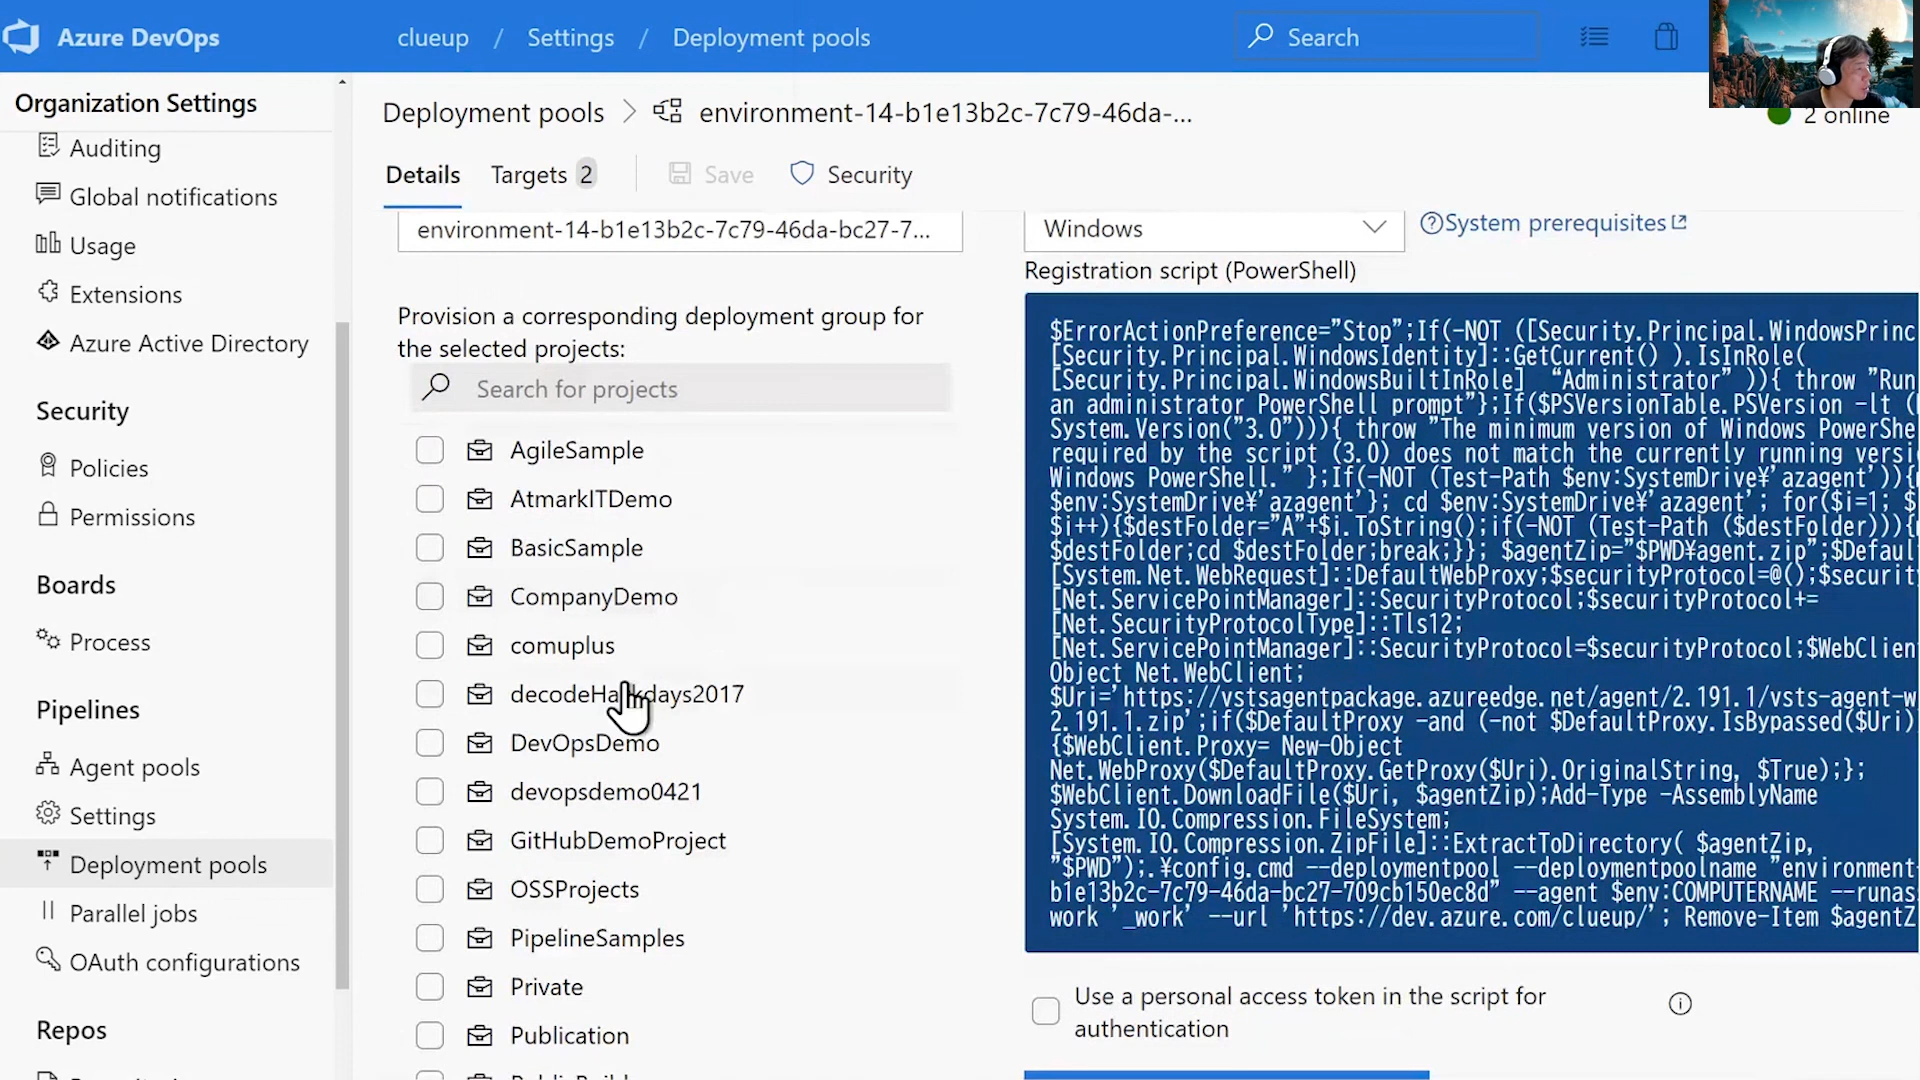 Azure DevOps
clueup / Settings / Deployment pools
Search
Organization Settings
Auditing
Global notifications
Usage
Extensions
Azure Active Directory
Security
Policies
Permissions
Boards
Process
Pipelines
Agent pools
Settings
Deployment pools
Parallel jobs
OAuth configurations
Repos
Deployment pools > environment-14-b1e13b2c-7c79-46da-...
2 online
Details Targets 2 Save Security
environment-14-b1e13b2c-7c79-46da-bc27-7...
Provision a corresponding deployment group for
the selected projects:
Search for projects
AgileSample
AtmarkITDemo
BasicSample
CompanyDemo
comuplus
DevOpsDemo
devopsdemo0421
GitHubDemoProject
OSSProjects
PipelineSamples
Private
Publication
Windows
System prerequisites
Registration script (PowerShell)
$ErrorActionPreference="Stop";If(-NOT ([Security.Principal.WindowsPrinc
[Security.Principal.WindowsIdentity]::GetCurrent() ).IsInRole(
[Security.Principal.WindowsBuiltInRole] “Administrator” )){ throw "Run
an administrator PowerShell prompt"};If($PSVersionTable.PSVersion -lt (
System.Version("3.0"))){ throw "The minimum version of Windows PowerShe
required by the script (3.0) does not match the currently running versi
Windows PowerShell." };If(-NOT (Test-Path $env:SystemDrive¥'azagent')){
$env:SystemDrive¥'azagent'}; cd $env:SystemDrive¥'azagent'; for($i=1; $
$i++){$destFolder="A"+$i.ToString();if(-NOT (Test-Path ($destFolder))){
$destFolder;cd $destFolder;break;}}; $agentZip="$PWD¥agent.zip";$Defaul
[System.Net.WebRequest]::DefaultWebProxy;$securityProtocol=@();$securit
[Net.ServicePointManager]::SecurityProtocol;$securityProtocol+=
[Net.SecurityProtocolType]::Tls12;
[Net.ServicePointManager]::SecurityProtocol=$securityProtocol;$WebClien
Object Net.WebClient;
$Uri='https://vstsagentpackage.azureedge.net/agent/2.191.1/vsts-agent-w
2.191.1.zip';if($DefaultProxy -and (-not $DefaultProxy.IsBypassed($Uri)
{$WebClient.Proxy= New-Object
Net.WebProxy($DefaultProxy.GetProxy($Uri).OriginalString, $True);};
$WebClient.DownloadFile($Uri, $agentZip);Add-Type -AssemblyName
System.IO.Compression.FileSystem;
[System.IO.Compression.ZipFile]::ExtractToDirectory( $agentZip,
"$PWD");.¥config.cmd --deploymentpool --deploymentpoolname "environment-
b1e13b2c-7c79-46da-bc27-709cb150ec8d" --agent $env:COMPUTERNAME --runas
work '_work' --url 'https://dev.azure.com/clueup/'; Remove-Item $agentZ
Use a personal access token in the script for
authentication